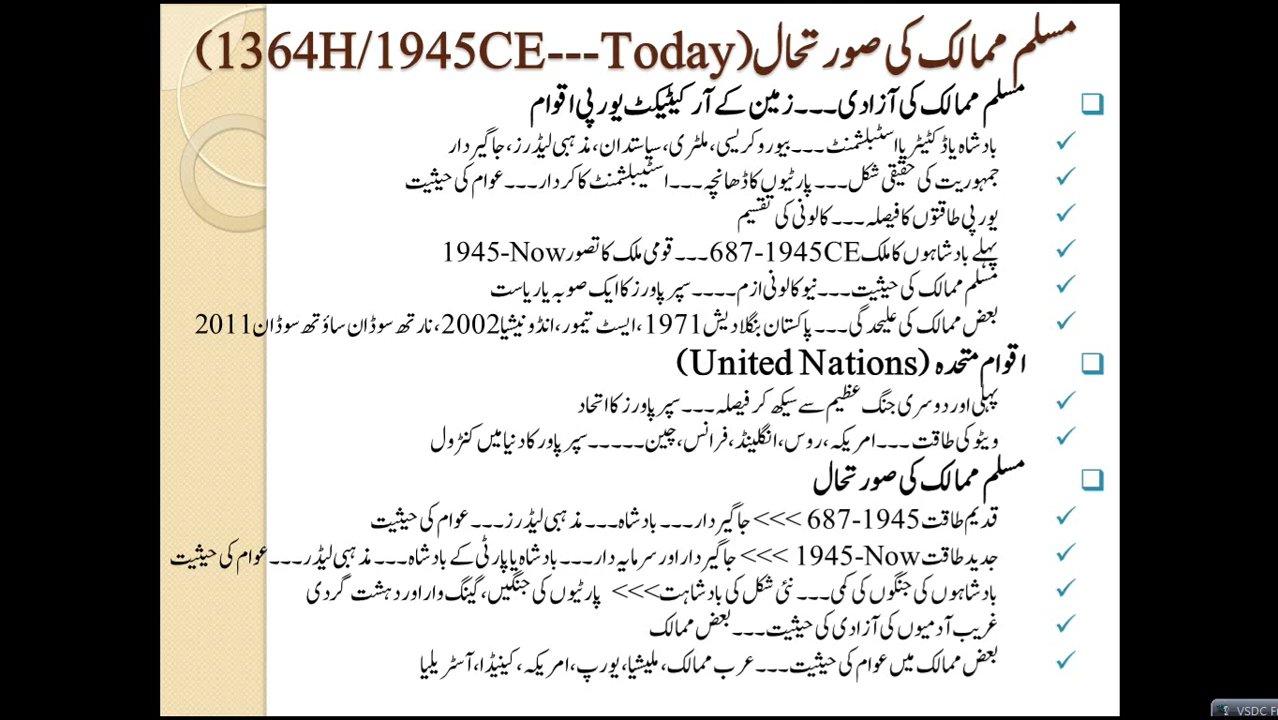 مسلم ممالک کی صورتحال (1364H/1945CE---Today)
مسلم ممالک کی آزادی۔۔۔ زمین کے آرکیٹیکٹ یورپی اقوام
بادشاہ یا ڈکٹیٹر یا اسٹبلشمنٹ۔۔۔ بیوروکریسی، ملٹری، سیاستدان، مذہبی لیڈرز، جاگیردار
جمہوریت کی حقیقی شکل۔۔۔ پارٹیوں کا ڈھانچہ۔۔۔ اسٹیبلشمنٹ کا کردار۔۔۔ عوام کی حیثیت
یورپی طاقتوں کا فیصلہ۔۔۔ کالونی کی تقسیم
پہلے بادشاہوں کا ملک 687-1945CE۔۔۔ قومی ملک کا تصور 1945-Now
مسلم ممالک کی حیثیت۔۔۔ نیو کالونی ازم۔۔۔۔ سپر پاورز کا ایک صوبہ یا ریاست
بعض ممالک کی علیحدگی۔۔۔ پاکستان بنگلا دیش 1971، ایسٹ تیمور، انڈونیشیا 2002، نارتھ سوڈان ساؤتھ سوڈان 2011
اقوام متحدہ (United Nations)
پہلی اور دوسری جنگ عظیم سے سیکھ کر فیصلہ۔۔۔ سپر پاورز کا اتحاد
ویٹو کی طاقت۔۔۔ امریکہ، روس، انگلینڈ، فرانس، چین۔۔۔۔۔ سپر پاور کا دنیا میں کنٹرول
مسلم ممالک کی صورتحال
قدیم طاقت 687-1945 >>> جاگیردار۔۔۔ بادشاہ۔۔۔ مذہبی لیڈرز۔۔۔ عوام کی حیثیت
جدید طاقت 1945-Now >>> جاگیردار اور سرمایہ دار۔۔۔ بادشاہ یا پارٹی کے بادشاہ۔۔۔ مذہبی لیڈر۔۔۔ عوام کی حیثیت
بادشاہوں کی جنگوں کی کمی۔۔۔ نئی شکل کی بادشاہت >>> پارٹیوں کی جنگیں، گینگ وار اور دہشت گردی
غریب آدمیوں کی آزادی کی حیثیت۔۔۔ بعض ممالک
بعض ممالک میں عوام کی حیثیت۔۔۔ عرب ممالک، ملیشیا، یورپ، امریکہ، کینیڈا، آسٹریلیا
VSDC F